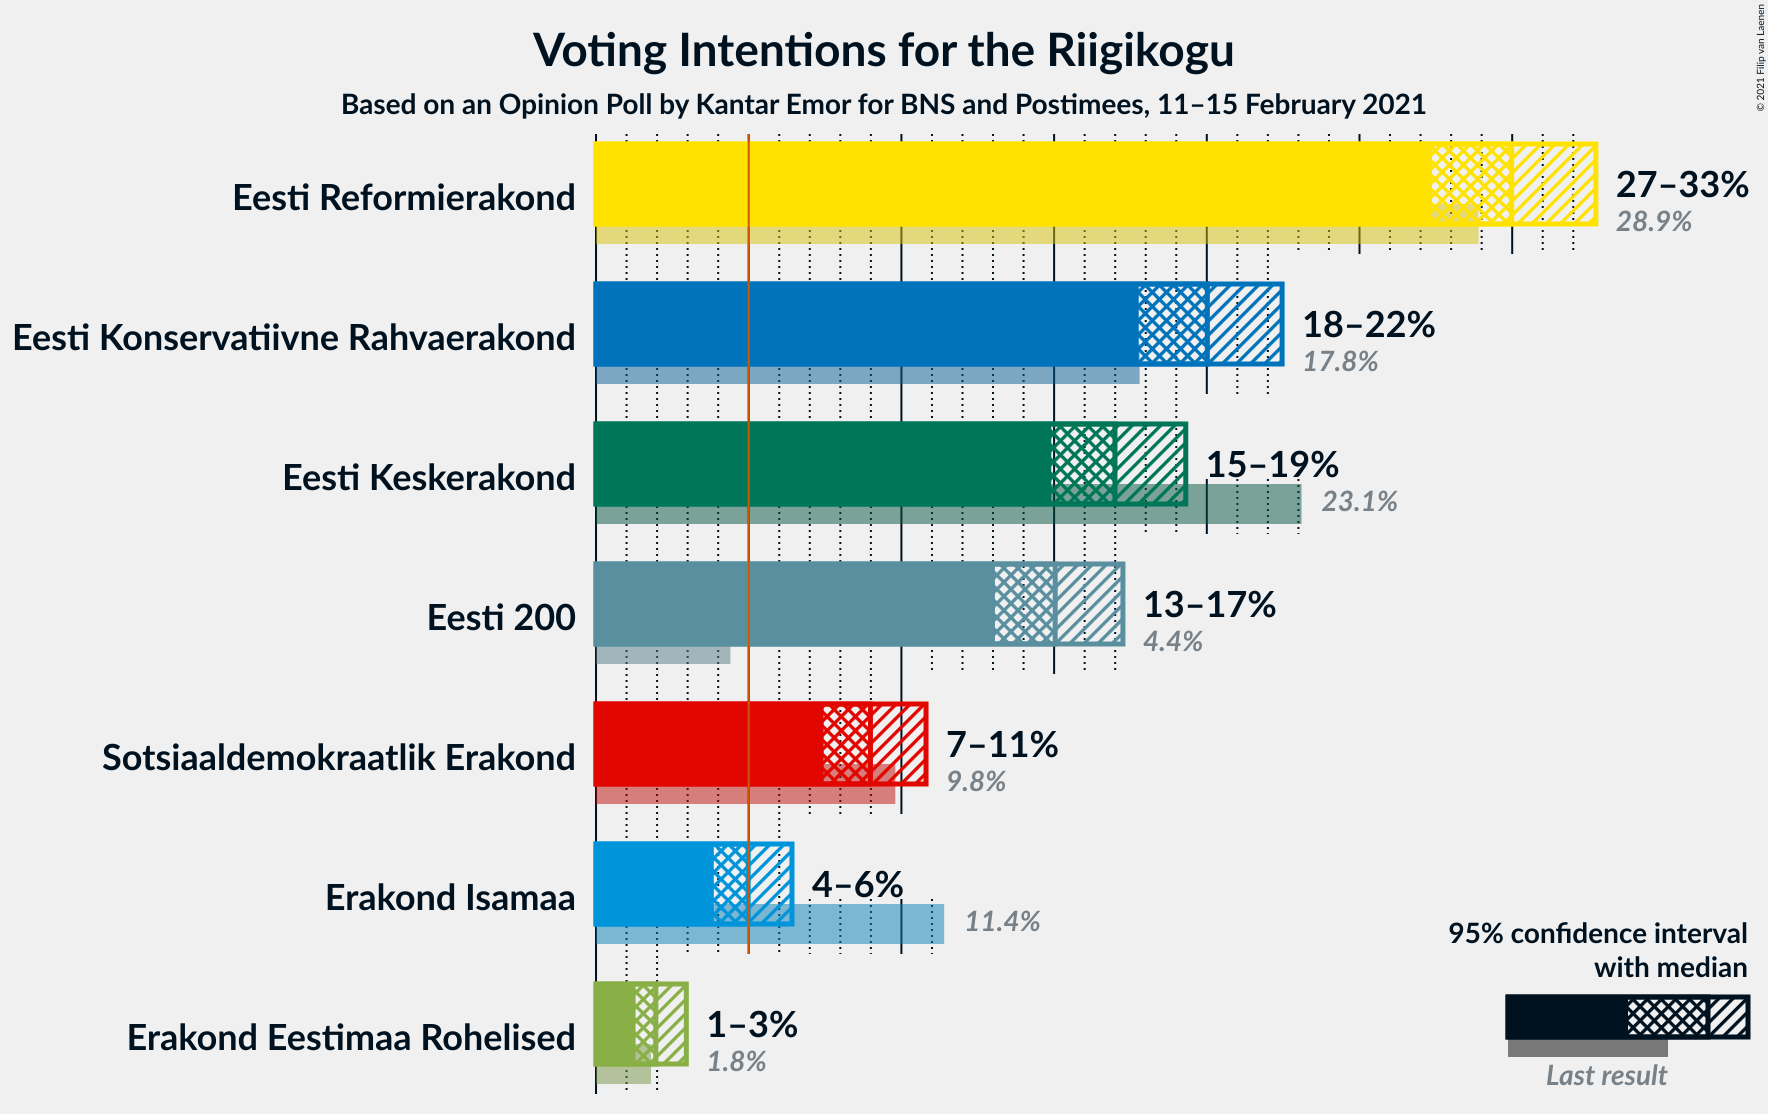 Voting Intentions for the Riigikogu
Based on an Opinion Poll by Kantar Emor for BNS and Postimees, 11–15 February 2021
© 2021 Filip van Laenen
Eesti Reformierakond
27–33%
28.9%
Eesti Konservatiivne Rahvaerakond
18–22%
17.8%
Eesti Keskerakond
15–19%
23.1%
Eesti 200
13–17%
4.4%
Sotsiaaldemokraatlik Erakond
7–11%
9.8%
Erakond Isamaa
4–6%
11.4%
Erakond Eestimaa Rohelised
1–3%
1.8%
95% confidence interval
with median
Last result